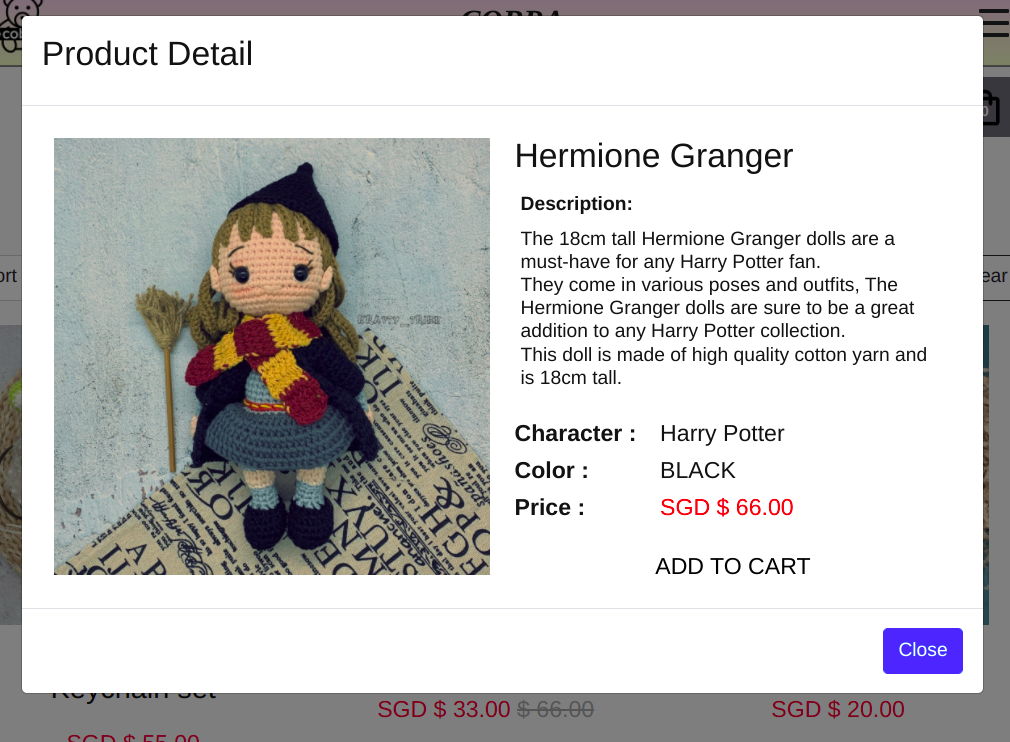 COBRA
Product Detail
Hermione Granger
Description:
The 18cm tall Hermione Granger dolls are a
must-have for any Harry Potter fan.
They come in various poses and outfits, The
Hermione Granger dolls are sure to be a great
addition to any Harry Potter collection.
This doll is made of high quality cotton yarn and
is 18cm tall.
Character : Harry Potter
Color : BLACK
Price : SGD $ 66.00
ADD TO CART
Close
Keychain set
SGD $ 33.00 $ 66.00
SGD $ 20.00
SGD $ 55.00